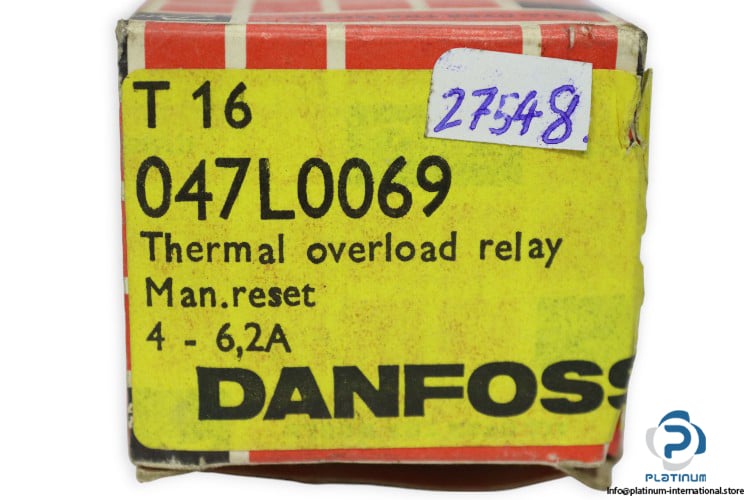 T 16
27548
047L0069
Thermal overload relay
Man.reset
4 - 6,2A
DANFOSS
PLATINUM
Info@platinum-international.store